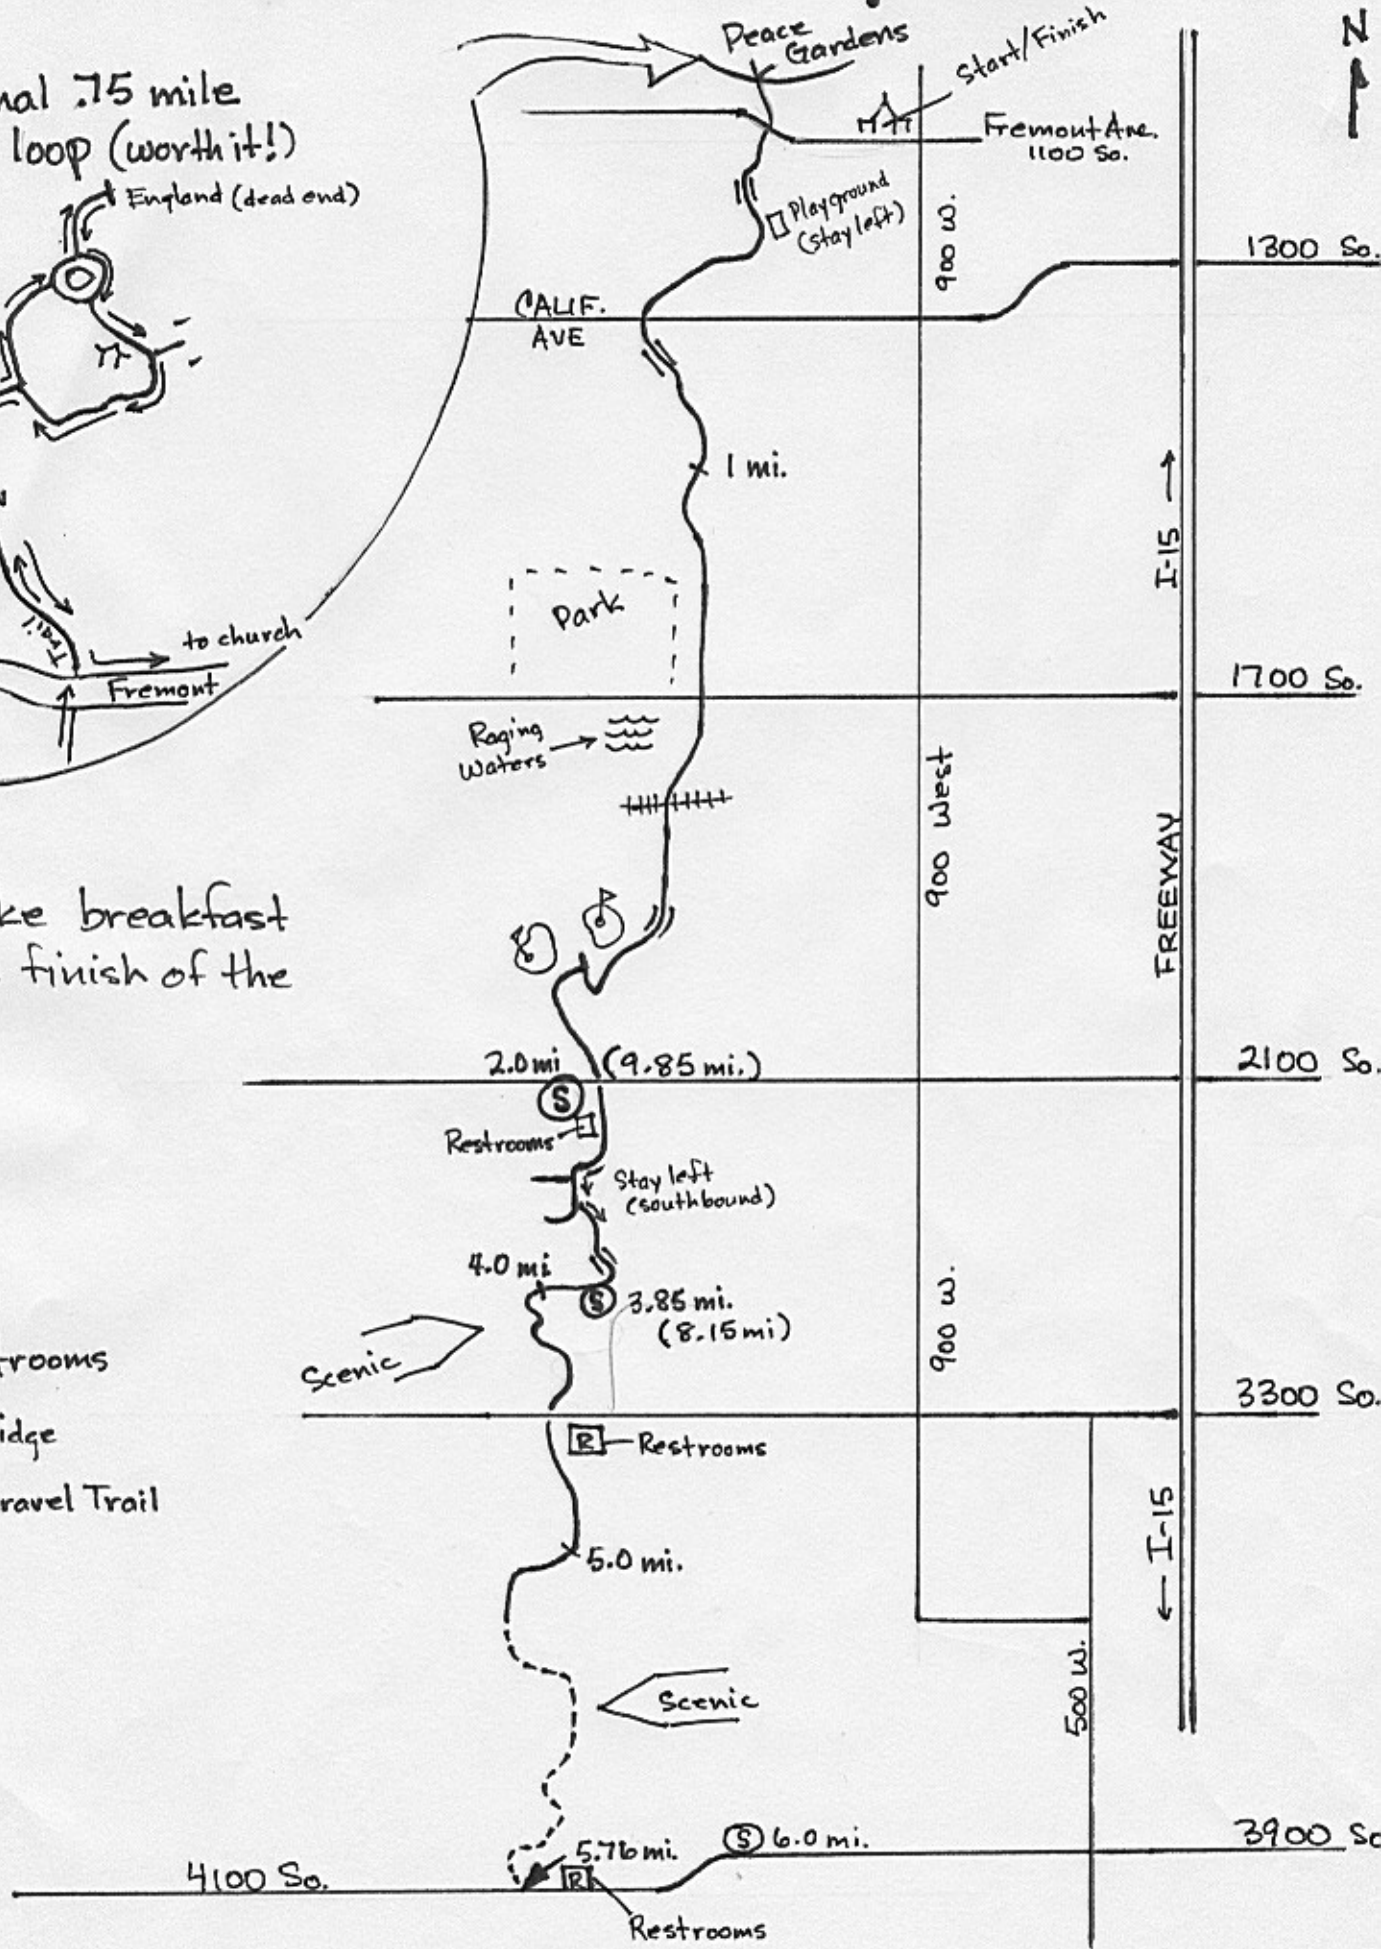 Peace
Gardens
Start/Finish
N
nal .75 mile
loop (worth it!)
England (dead end)
Fremont Ave.
1100 So.
Playground
(stay left)
900 W.
1300 So.
CALIF.
AVE
1 mi.
I-15 →
Park
Trail
to church
Fremont
1700 So.
Raging
Waters
900 West
FREEWAY
ke breakfast
finish of the
2.0 mi (9.85 mi.)
2100 So.
S
Restrooms
Stay left
(southbound)
4.0 mi
S 3.85 mi.
(8.15 mi)
900 W.
Scenic
trooms
idge
ravel Trail
3300 So.
R Restrooms
← I-15
5.0 mi.
Scenic
500 W.
5.76 mi.
S 6.0 mi.
3900 So
4100 So.
R
Restrooms